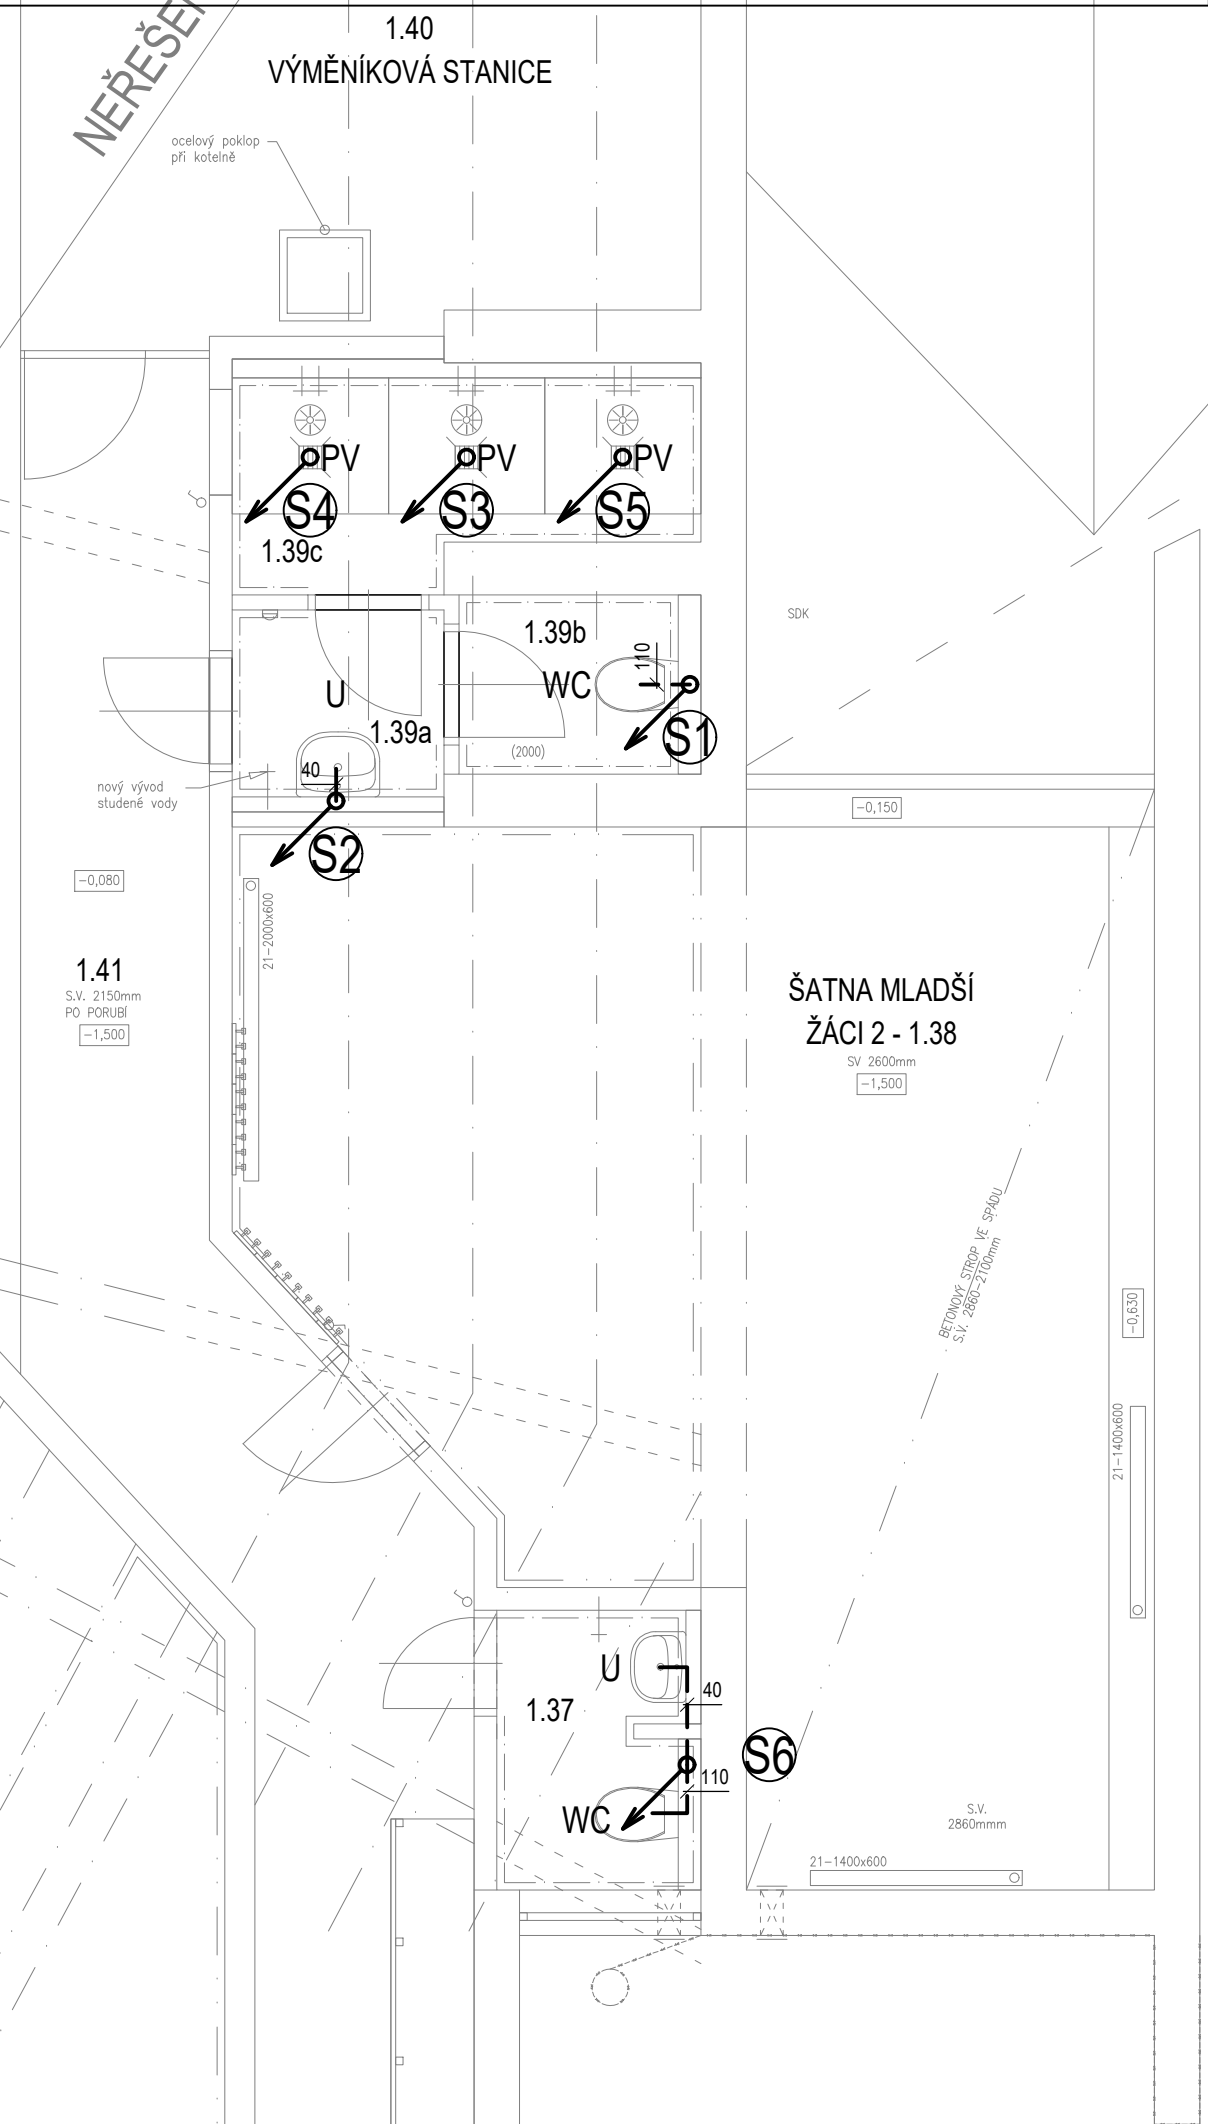 1.40
VÝMĚNÍKOVÁ STANICE
ocelový poklop
při kotelně
PV
PV
PV
S4
S3
S5
1.39c
SDK
1.39b
110
WC
U
S1
1.39a
(2000)
40
nový vývod
studené vody
-0,150
S2
-0,080
21-2000x600
1.41
S.V. 2150mm
PO PORUBÍ
-1,500
ŠATNA MLADŠÍ
ŽÁCI 2 - 1.38
SV 2600mm
-1,500
BETONOVÝ STROP VE SPÁDU
S.V. 2860-2100mm
-0,630
21-1400x600
U
40
1.37
S6
110
WC
S.V.
2860mmm
21-1400x600